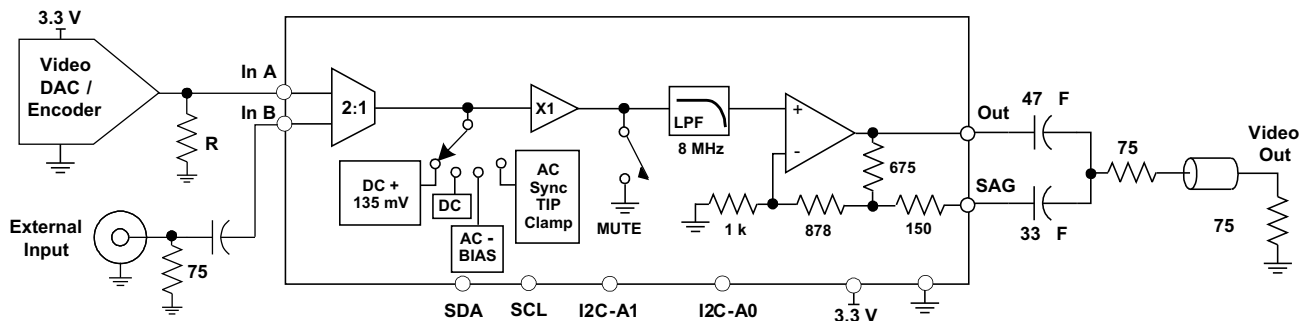 3.3 V
Video
DAC /
Encoder
In A
In B
R
2:1
X1
LPF
8 MHz
+
-
Out
47 F
675
SAG
33 F
75
Video
Out
75
DC +
135 mV
DC
AC -
BIAS
AC
Sync
TIP
Clamp
MUTE
1 k
878
150
External
Input
75
SDA
SCL
I2C-A1
I2C-A0
3.3 V